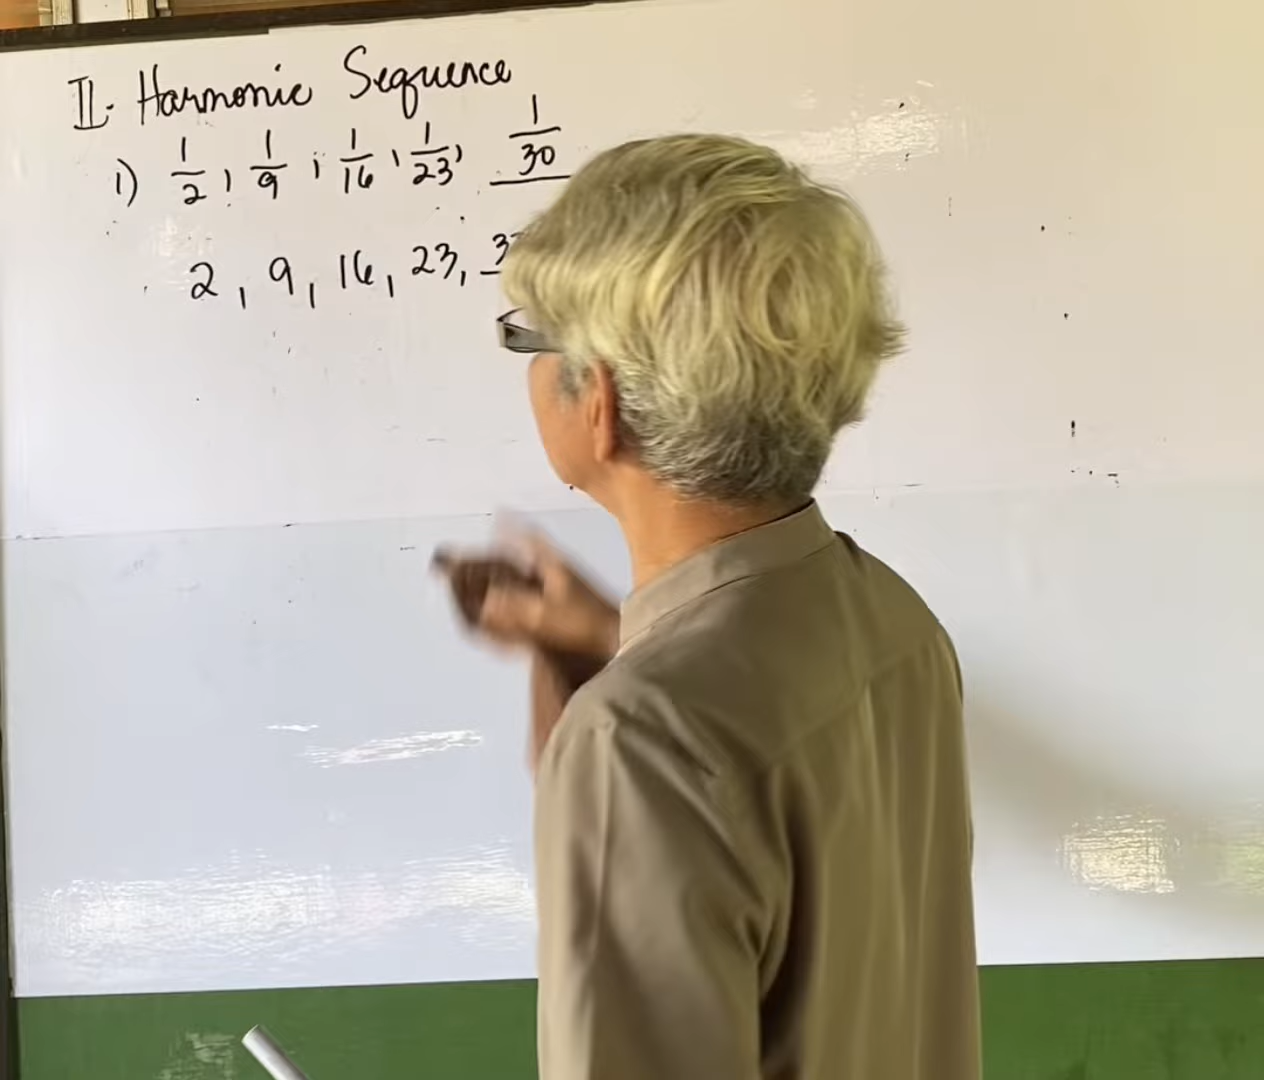 II. Harmonic Sequence
1) 1/2, 1/9, 1/16, 1/23, 1/30
2, 9, 16, 23, 3